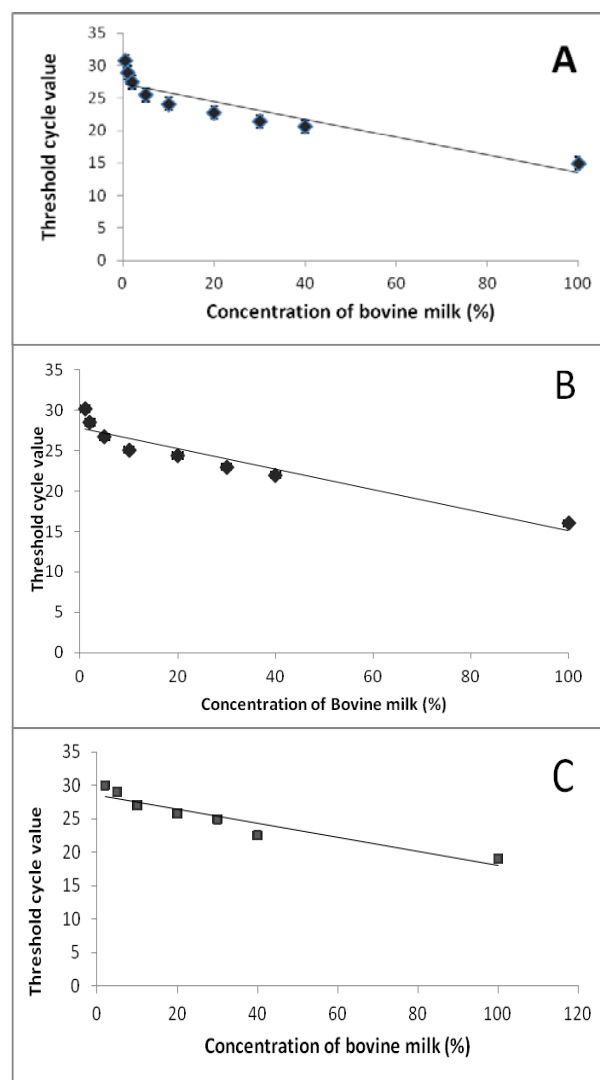 A
Threshold cycle value
35
30
25
20
15
10
5
0
0 20 40 60 80 100
Concentration of bovine milk (%)
B
Threshold cycle value
35
30
25
20
15
10
5
0
0 20 40 60 80 100
Concentration of Bovine milk (%)
C
Threshold cycle value
35
30
25
20
15
10
5
0
0 20 40 60 80 100 120
Concentration of bovine milk (%)